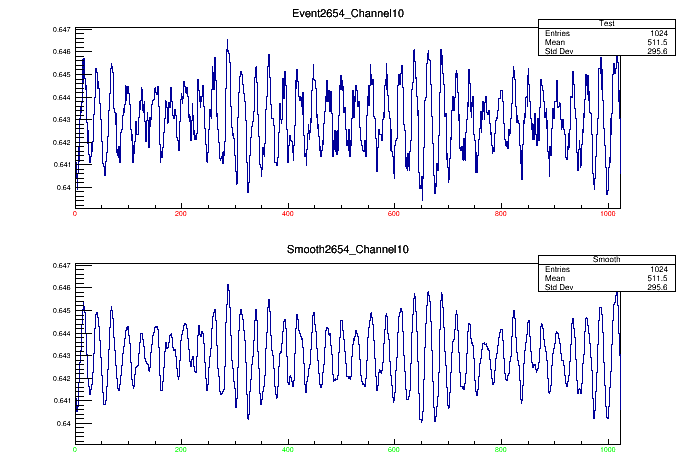 Event2654_Channel10
Test
Entries 1024
Mean 511.5
Std Dev 295.6
0.647
0.646
0.645
0.644
0.643
0.642
0.641
0.64
0 200 400 600 800 1000
Smooth2654_Channel10
Smooth
Entries 1024
Mean 511.5
Std Dev 295.6
0.647
0.646
0.645
0.644
0.643
0.642
0.641
0.64
0 200 400 600 800 1000